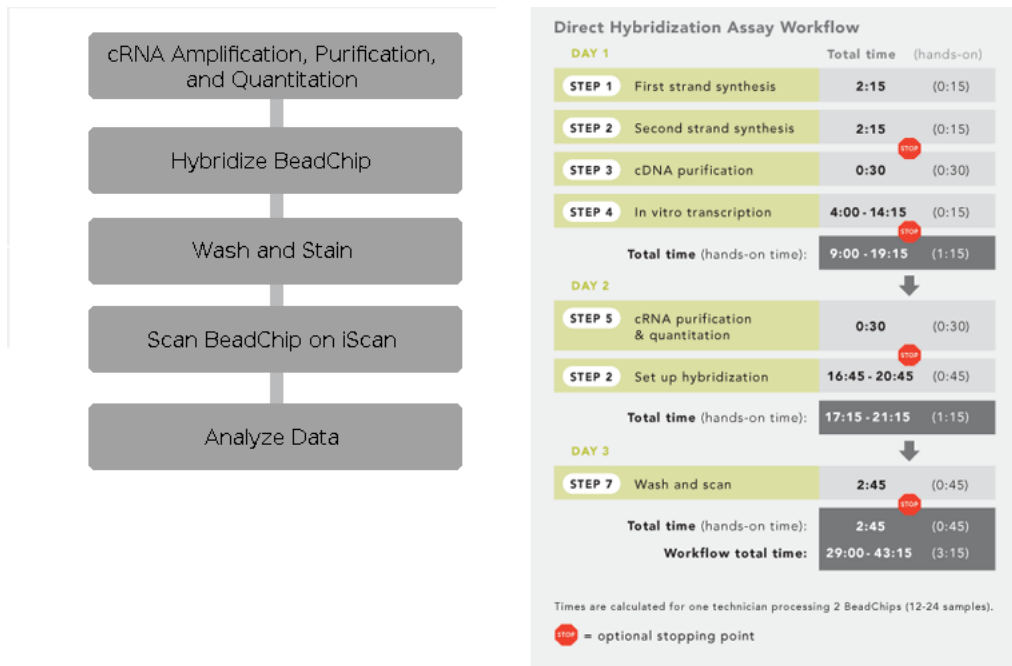 cRNA Amplification, Purification,
and Quantitation
Hybridize BeadChip
Wash and Stain
Scan BeadChip on iScan
Analyze Data
Direct Hybridization Assay Workflow
DAY 1 Total time (hands-on)
STEP 1 First strand synthesis 2:15 (0:15)
STEP 2 Second strand synthesis 2:15 (0:15)
STOP
STEP 3 cDNA purification 0:30 (0:30)
STEP 4 In vitro transcription 4:00 - 14:15 (0:15)
STOP
Total time (hands-on time): 9:00 - 19:15 (1:15)
DAY 2
STEP 5 cRNA purification
& quantitation 0:30 (0:30)
STOP
STEP 2 Set up hybridization 16:45 - 20:45 (0:45)
Total time (hands-on time): 17:15 - 21:15 (1:15)
DAY 3
STEP 7 Wash and scan 2:45 (0:45)
STOP
Total time (hands-on time): 2:45 (0:45)
Workflow total time: 29:00 - 43:15 (3:15)
Times are calculated for one technician processing 2 BeadChips (12-24 samples).
STOP = optional stopping point